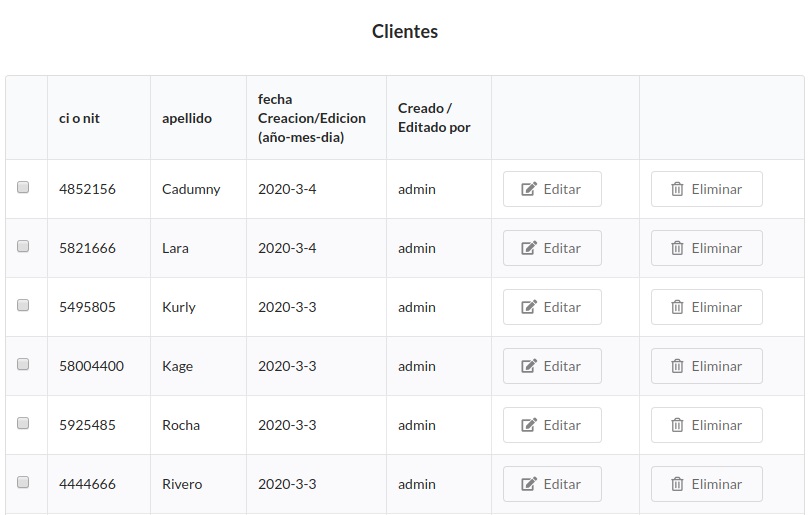 Clientes
ci o nit apellido fecha Creacion/Edicion (año-mes-dia) Creado / Editado por
4852156 Cadumny 2020-3-4 admin Editar Eliminar
5821666 Lara 2020-3-4 admin Editar Eliminar
5495805 Kurly 2020-3-3 admin Editar Eliminar
58004400 Kage 2020-3-3 admin Editar Eliminar
5925485 Rocha 2020-3-3 admin Editar Eliminar
4444666 Rivero 2020-3-3 admin Editar Eliminar